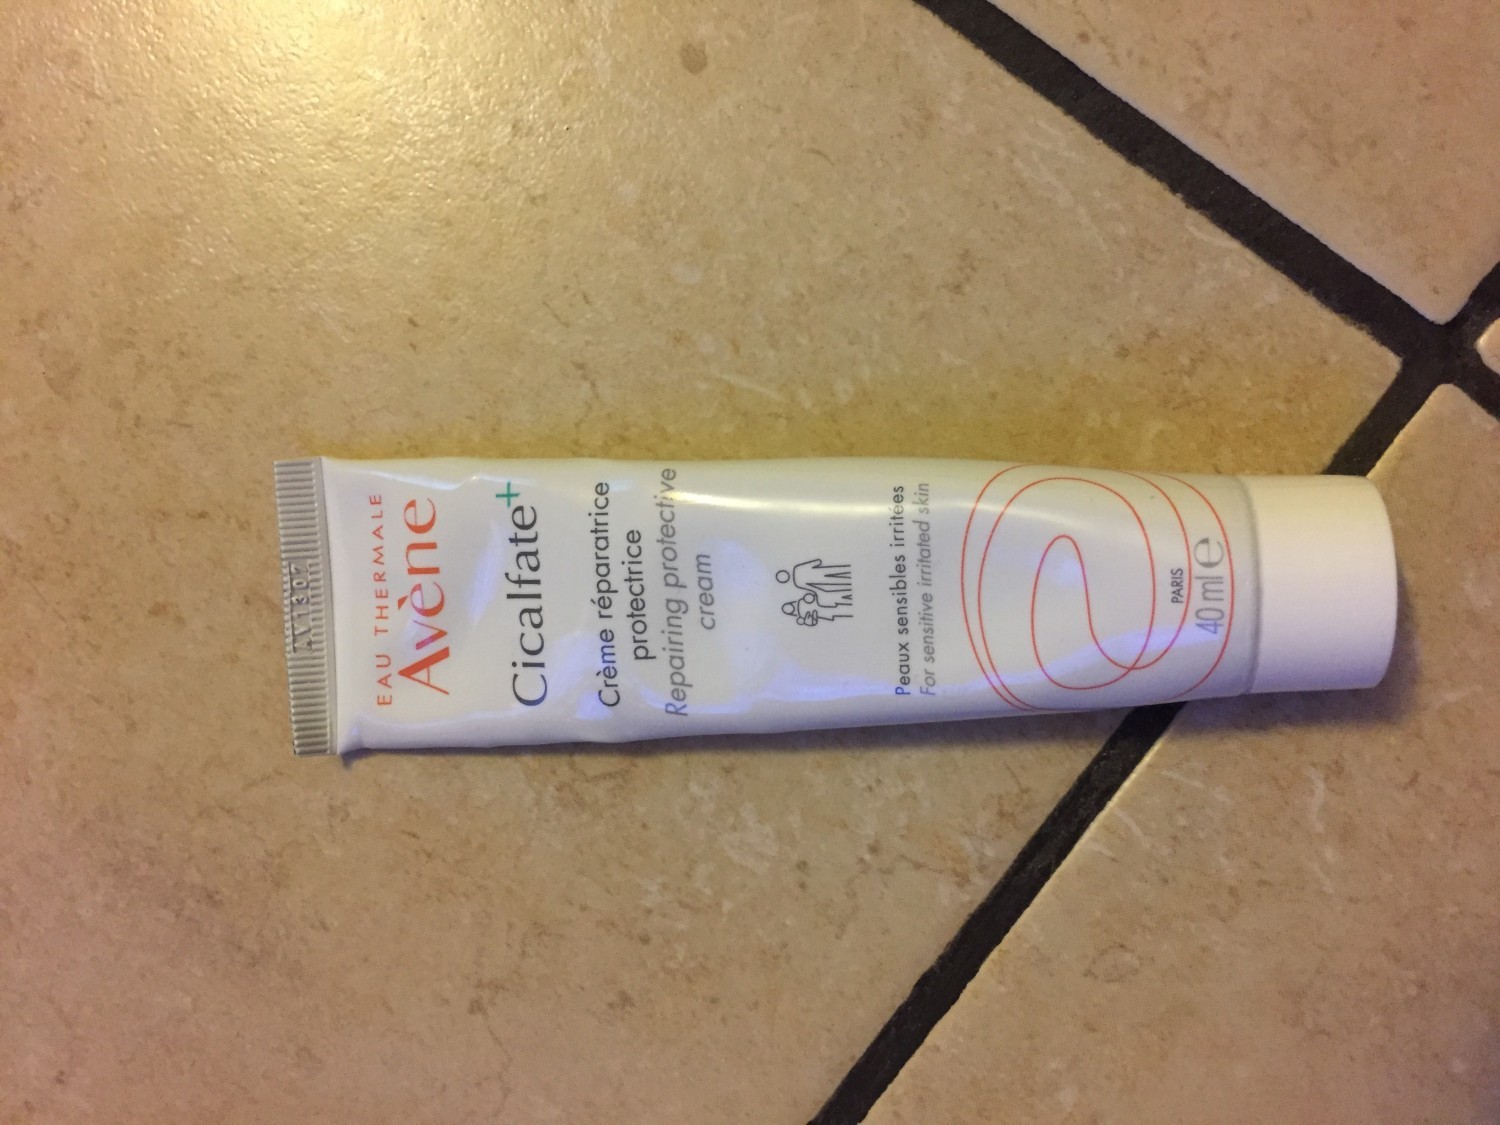 EAU THERMALE
Avène
Cicalfate+
Crème réparatrice
protectrice
Repairing protective
cream
Peaux sensibles irritées
For sensitive irritated skin
PARIS
40 ml e